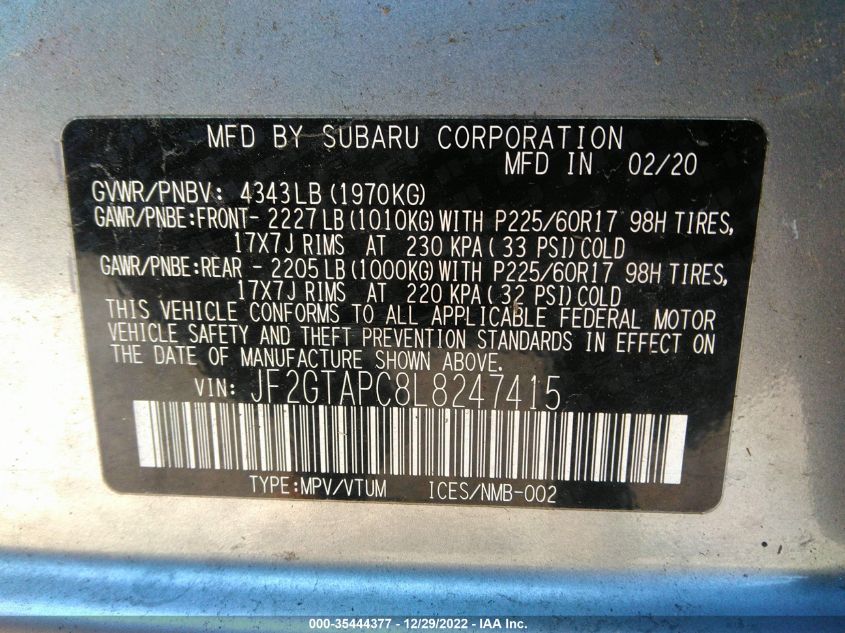 MFD BY SUBARU CORPORATION
MFD IN 02/20
GVWR/PNBV: 4343LB (1970KG)
GAWR/PNBE:FRONT- 2227LB (1010KG) WITH P225/60R17 98H TIRES,
17X7J RIMS AT 230 KPA ( 33 PSI) COLD
GAWR/PNBE:REAR - 2205LB (1000KG) WITH P225/60R17 98H TIRES,
17X7J RIMS AT 220 KPA ( 32 PSI) COLD
THIS VEHICLE CONFORMS TO ALL APPLICABLE FEDERAL MOTOR
VEHICLE SAFETY AND THEFT PREVENTION STANDARDS IN EFFECT ON
THE DATE OF MANUFACTURE SHOWN ABOVE.
VIN: JF2GTAPC8L8247415
TYPE:MPV/VTUM ICES/NMB-002
000-35444377 - 12/29/2022 - IAA Inc.